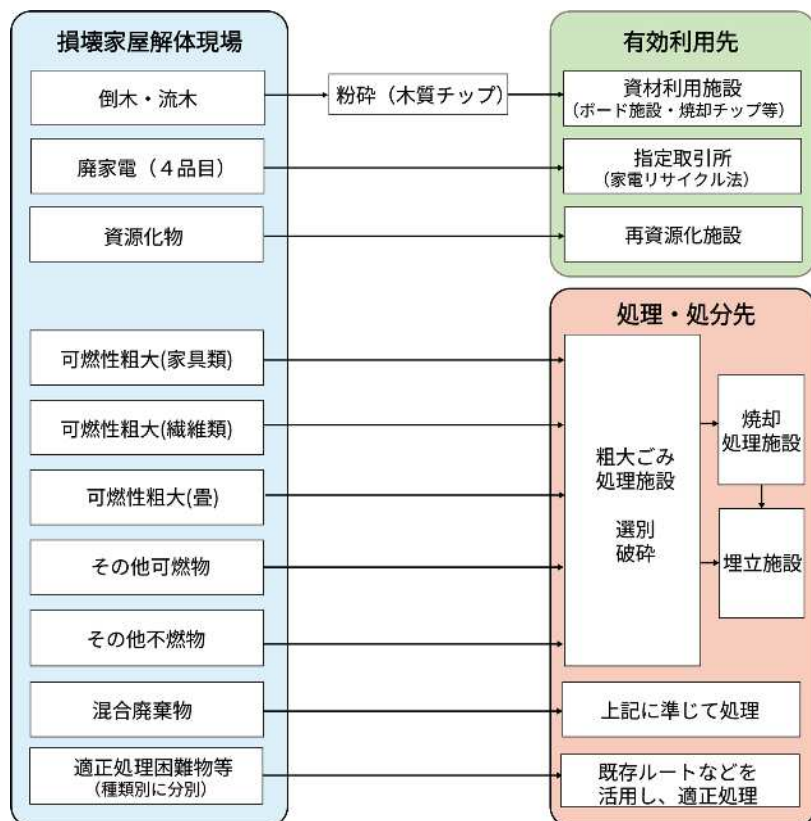 損壊家屋解体現場
倒木・流木
廃家電（４品目）
資源化物
可燃性粗大(家具類)
可燃性粗大(繊維類)
可燃性粗大(畳)
その他可燃物
その他不燃物
混合廃棄物
適正処理困難物等
（種類別に分別）
粉砕（木質チップ）
有効利用先
資材利用施設
（ボード施設・焼却チップ等）
指定取引所
（家電リサイクル法）
再資源化施設
処理・処分先
粗大ごみ
処理施設
選別
破砕
焼却
処理施設
埋立施設
上記に準じて処理
既存ルートなどを
活用し、適正処理